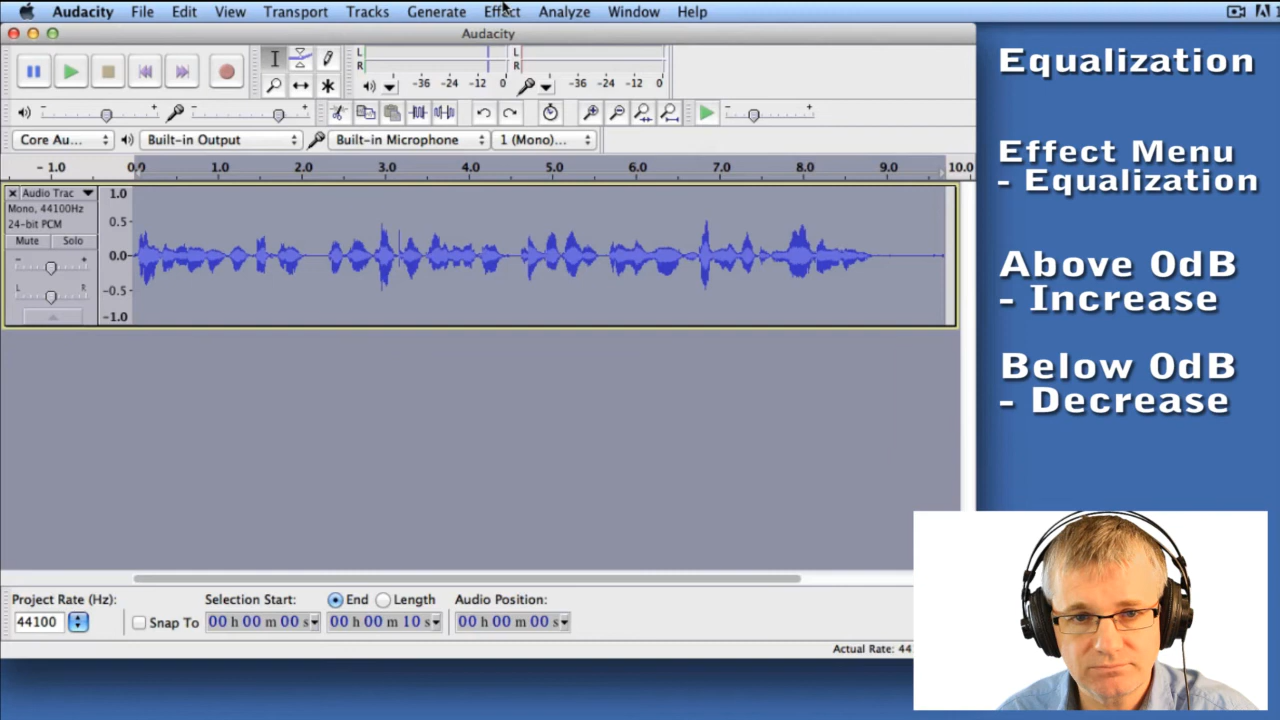 Audacity File Edit View Transport Tracks Generate Effect Analyze Window Help
Audacity
L
R
-36 -24 -12 0
L
R
-36 -24 -12 0
- + - +
- +
Core Au... Built-in Output Built-in Microphone 1 (Mono)...
- 1.0 0.0 1.0 2.0 3.0 4.0 5.0 6.0 7.0 8.0 9.0 10.0
Audio Trac
Mono, 44100Hz
24-bit PCM
Mute Solo
- +
L R
1.0
0.5
0.0
-0.5
-1.0
Project Rate (Hz):
44100
Snap To
Selection Start:
00 h 00 m 00 s
End Length
00 h 00 m 10 s
Audio Position:
00 h 00 m 00 s
Actual Rate: 44
Equalization
Effect Menu
- Equalization
Above 0dB
- Increase
Below 0dB
- Decrease